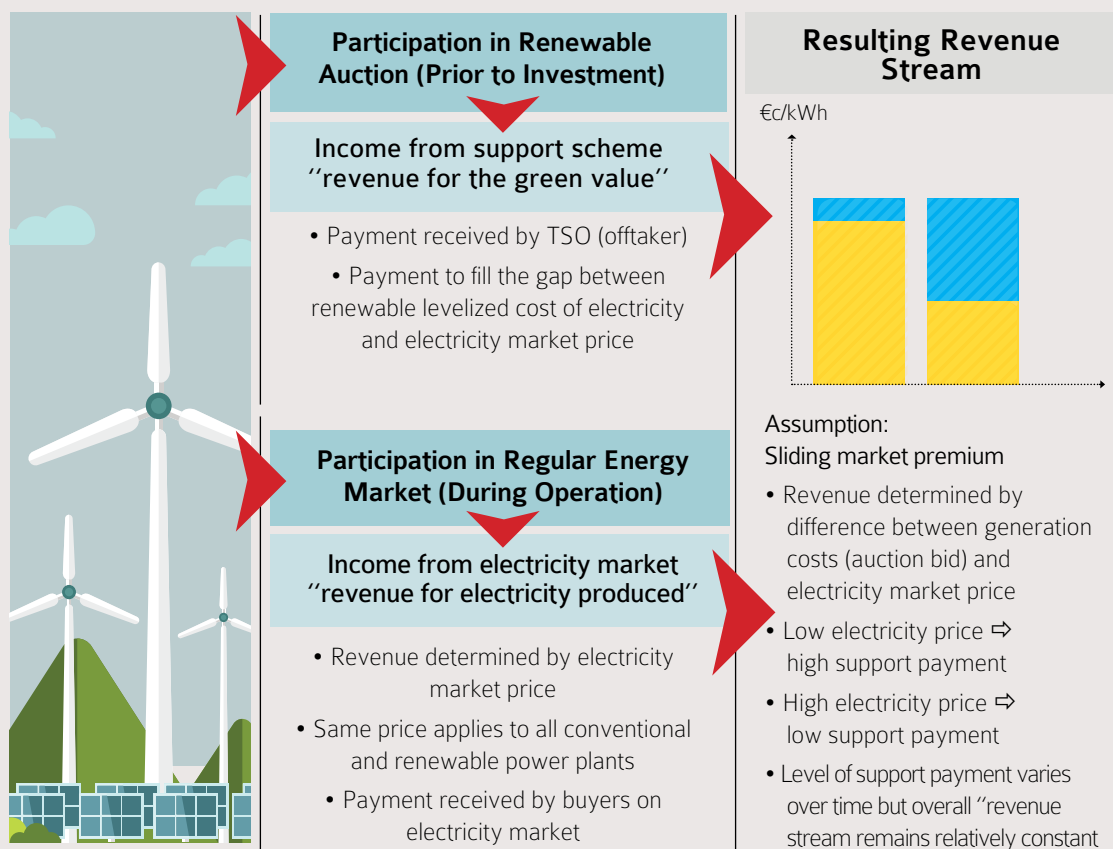 Participation in Renewable
Auction (Prior to Investment)
Income from support scheme
"revenue for the green value"
• Payment received by TSO (offtaker)
• Payment to fill the gap between
renewable levelized cost of electricity
and electricity market price
Participation in Regular Energy
Market (During Operation)
Income from electricity market
"revenue for electricity produced"
• Revenue determined by electricity
market price
• Same price applies to all conventional
and renewable power plants
• Payment received by buyers on
electricity market
Resulting Revenue
Stream
€c/kWh
Assumption:
Sliding market premium
• Revenue determined by
difference between generation
costs (auction bid) and
electricity market price
• Low electricity price ⇨
high support payment
• High electricity price ⇨
low support payment
• Level of support payment varies
over time but overall "revenue
stream remains relatively constant